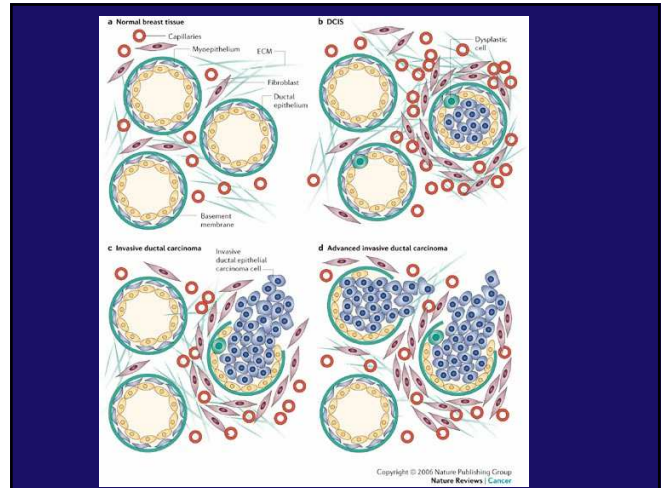 a Normal breast tissue
Capillaries
Myoepithelium
ECM
Fibroblast
Ductal
epithelium
Basement
membrane
b DCIS
Dysplastic
cell
c Invasive ductal carcinoma
Invasive
ductal epithelial
carcinoma cell
d Advanced invasive ductal carcinoma
Copyright © 2006 Nature Publishing Group
Nature Reviews | Cancer